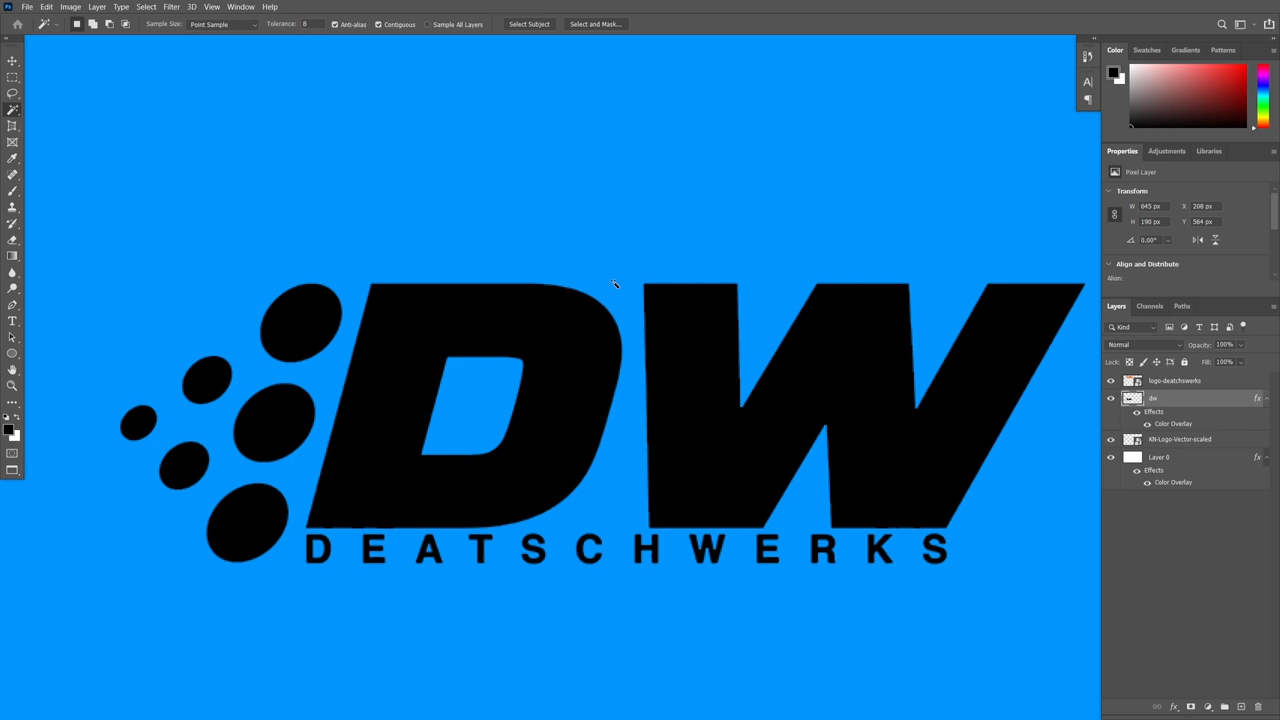 File Edit Image Layer Type Select Filter 3D View Window Help
Sample Size: Point Sample Tolerance: 8 Anti-alias Contiguous Sample All Layers Select Subject Select and Mask...
Color Swatches Gradients Patterns
Properties Adjustments Libraries
Pixel Layer
Transform
W 645 px X 208 px
H 190 px Y 564 px
0.00°
Align and Distribute
Align:
Layers Channels Paths
Kind
Normal Opacity: 100%
Lock: Fill: 100%
logo-deatchswerks
dw fx
Effects
Color Overlay
KN-Logo-Vector-scaled
Layer 0 fx
Effects
Color Overlay
DW
DEATSCHWERKS